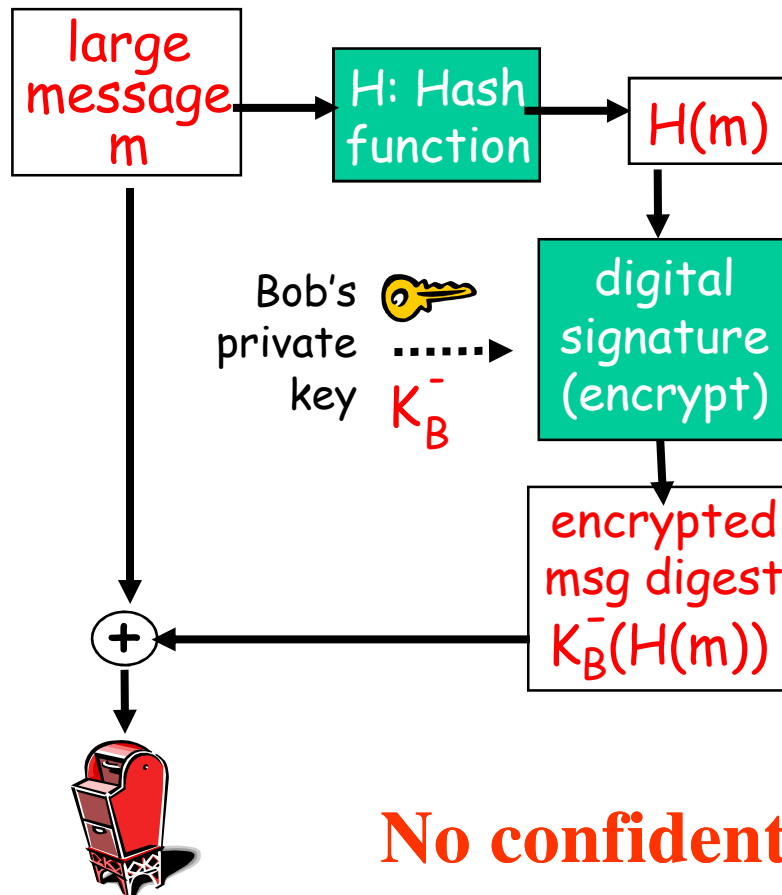 large
message
m
H: Hash
function
H(m)
Bob's
private
key K_B^-
digital
signature
(encrypt)
encrypted
msg digest
K_B^-(H(m))
+
No confident